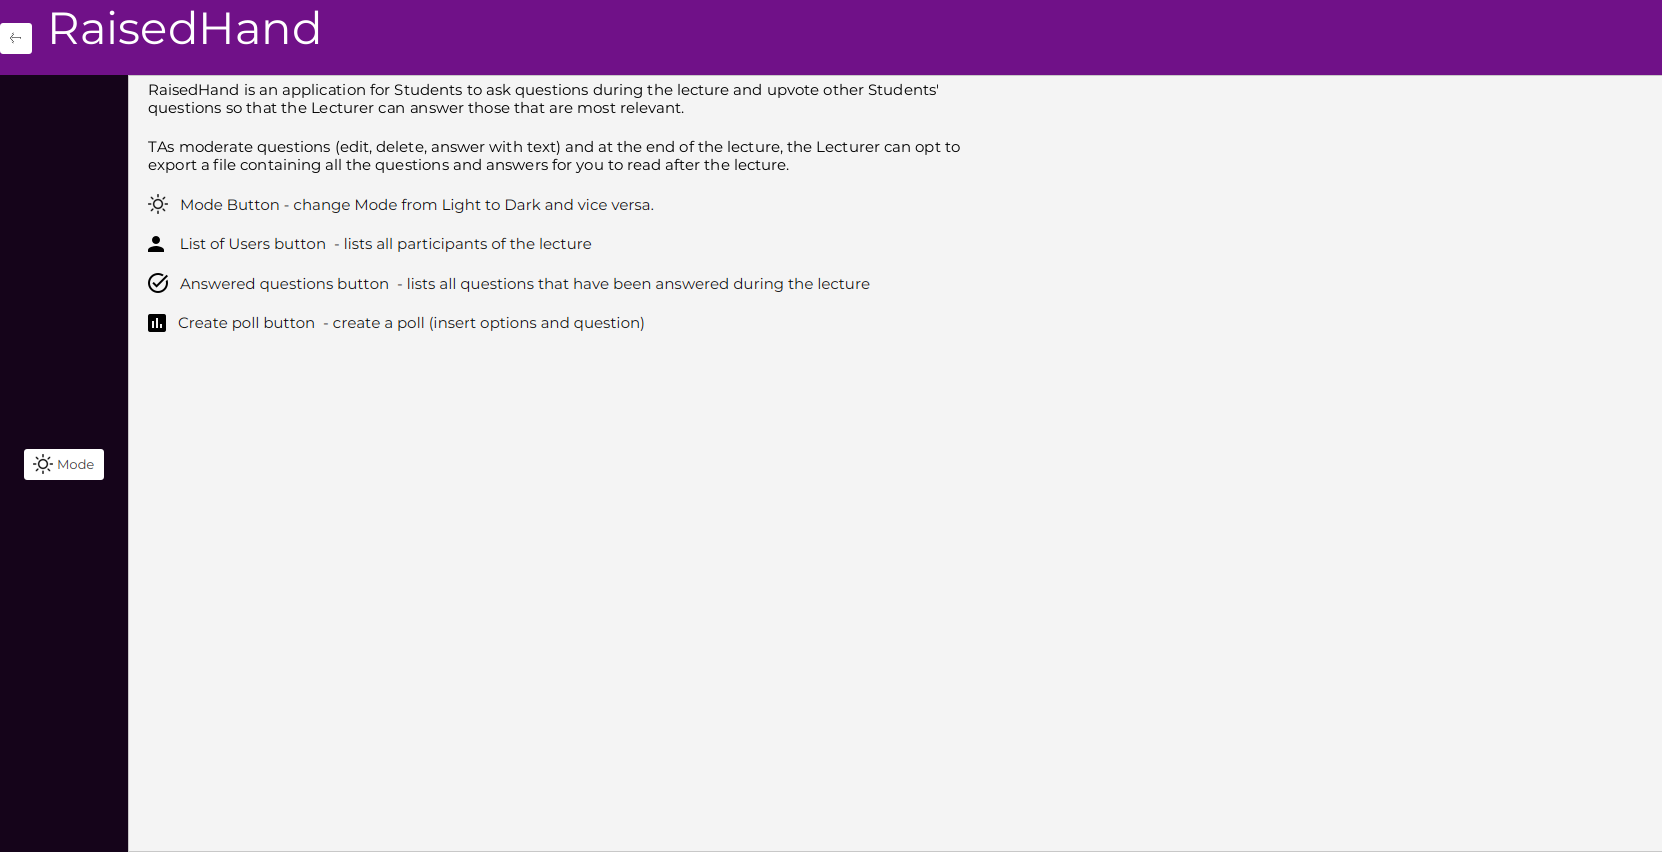 RaisedHand
RaisedHand is an application for Students to ask questions during the lecture and upvote other Students'
questions so that the Lecturer can answer those that are most relevant.
TAs moderate questions (edit, delete, answer with text) and at the end of the lecture, the Lecturer can opt to
export a file containing all the questions and answers for you to read after the lecture.
Mode Button - change Mode from Light to Dark and vice versa.
List of Users button  - lists all participants of the lecture
Answered questions button  - lists all questions that have been answered during the lecture
Create poll button  - create a poll (insert options and question)
Mode